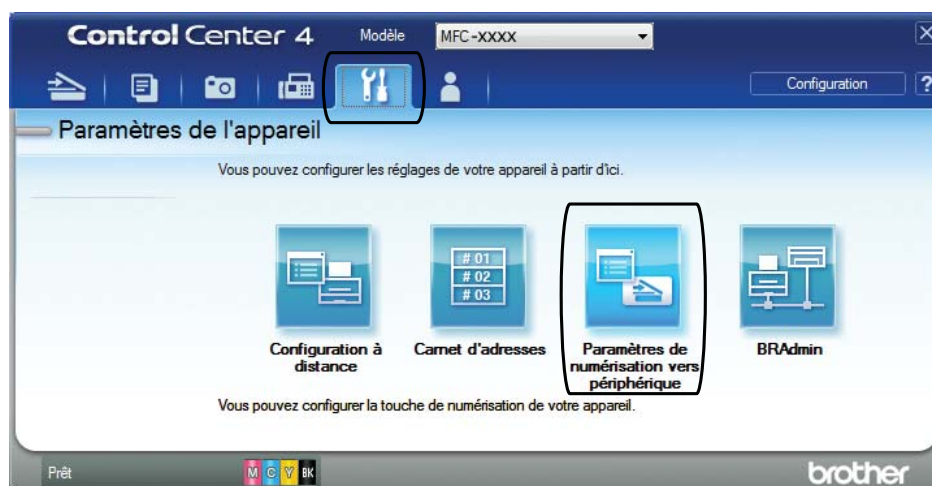 Control Center 4 Modèle MFC-XXXX
Configuration ?
Paramètres de l'appareil
Vous pouvez configurer les réglages de votre appareil à partir d'ici.
# 01
# 02
# 03
Configuration à
distance
Carnet d'adresses
Paramètres de
numérisation vers
périphérique
BRAdmin
Vous pouvez configurer la touche de numérisation de votre appareil.
Prêt M C Y BK brother